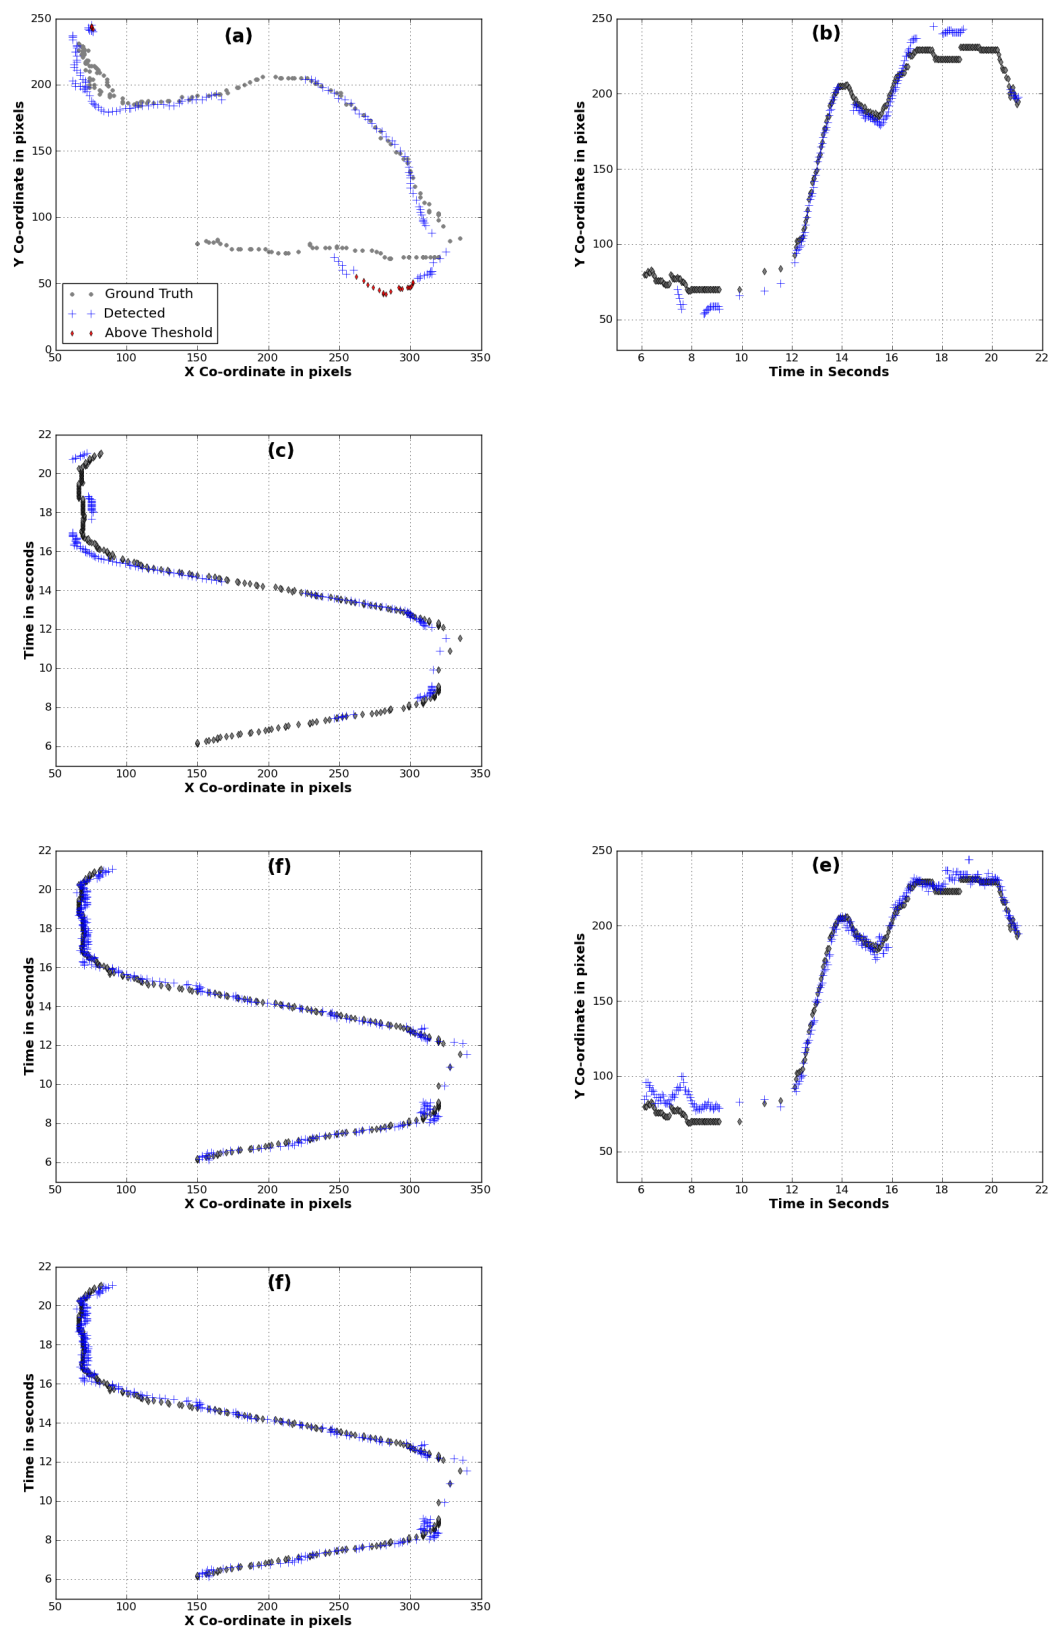 (a)
250
200
150
100
50
0
Y Co-ordinate in pixels
Ground Truth
Detected
Above Theshold
50 100 150 200 250 300 350
X Co-ordinate in pixels
(b)
250
200
150
100
50
Y Co-ordinate in pixels
6 8 10 12 14 16 18 20 22
Time in Seconds
(c)
22
20
18
16
14
12
10
8
6
Time in seconds
50 100 150 200 250 300 350
X Co-ordinate in pixels
(f)
22
20
18
16
14
12
10
8
6
Time in seconds
50 100 150 200 250 300 350
X Co-ordinate in pixels
(e)
250
200
150
100
50
Y Co-ordinate in pixels
6 8 10 12 14 16 18 20 22
Time in Seconds
(f)
22
20
18
16
14
12
10
8
6
Time in seconds
50 100 150 200 250 300 350
X Co-ordinate in pixels